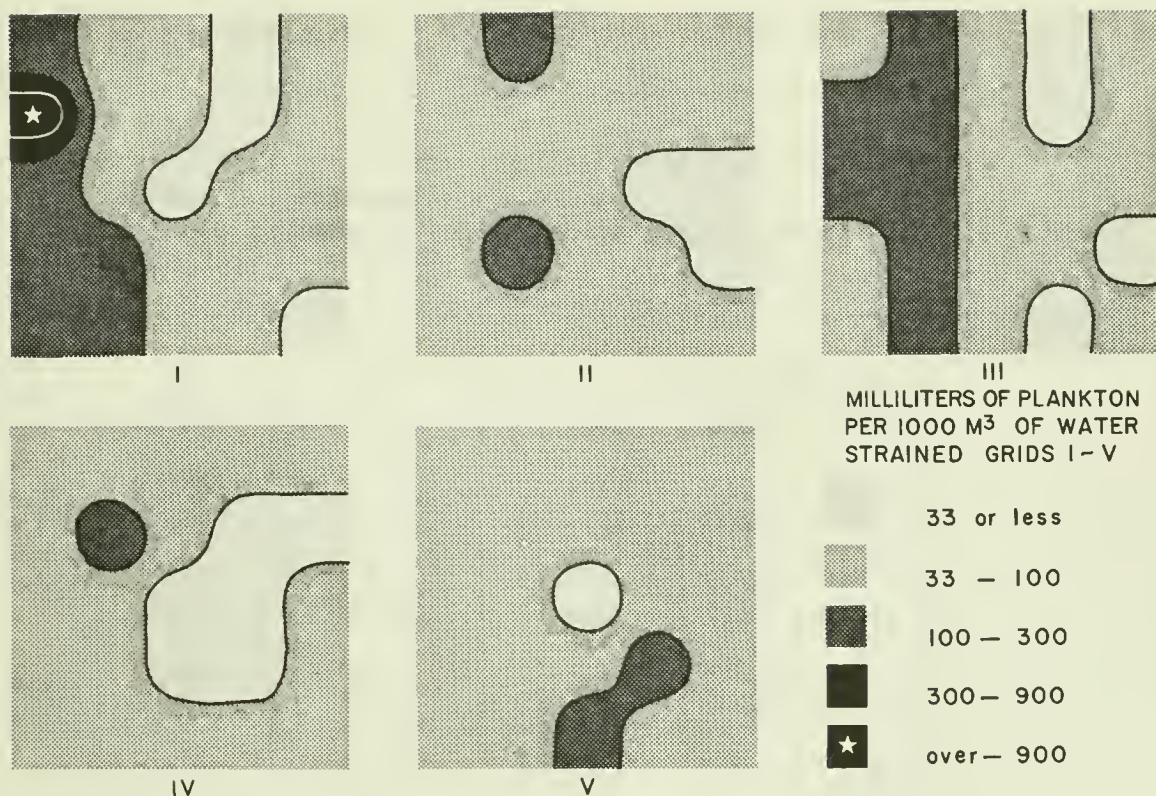 I
II
III
MILLILITERS OF PLANKTON
PER 1000 M³ OF WATER
STRAINED GRIDS I~V
33 or less
33 — 100
100 — 300
300 — 900
over — 900
IV
V